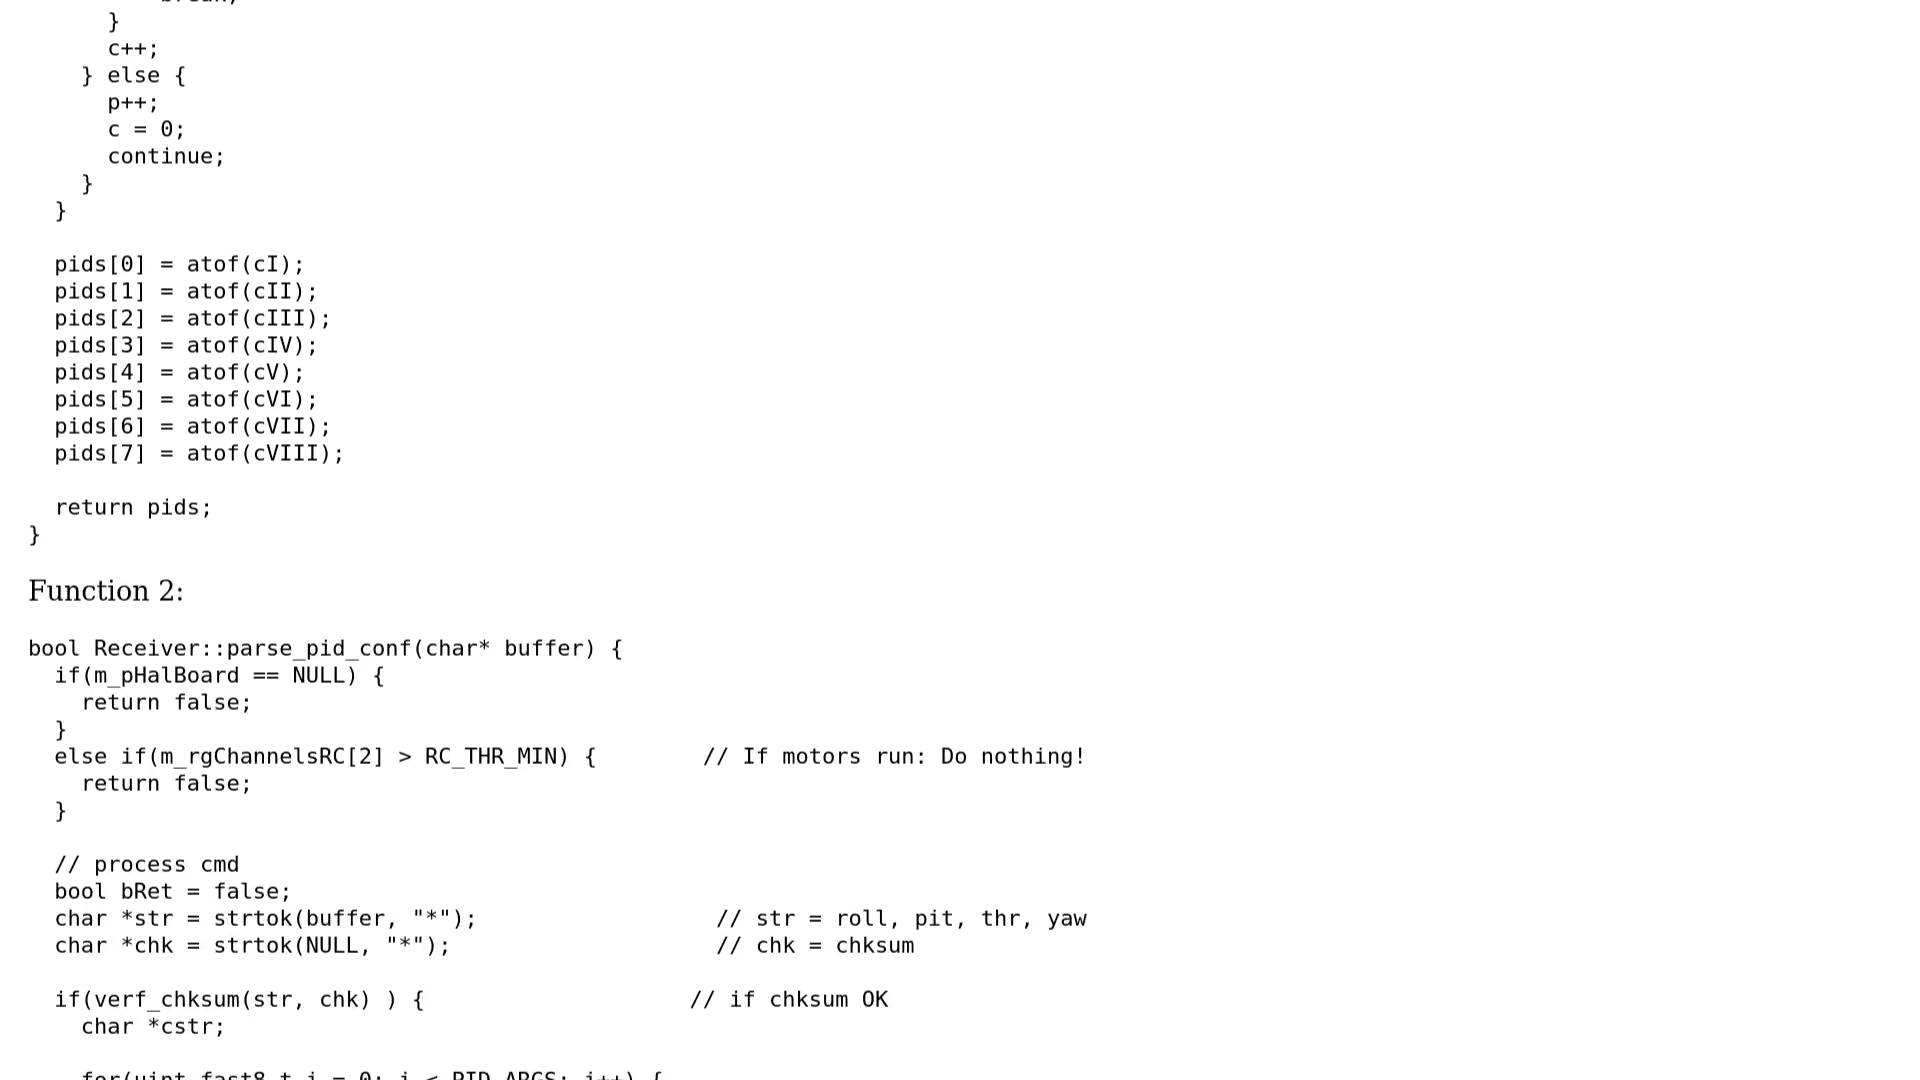 }
c++;
} else {
p++;
c = 0;
continue;
}
}
pids[0] = atof(cI);
pids[1] = atof(cII);
pids[2] = atof(cIII);
pids[3] = atof(cIV);
pids[4] = atof(cV);
pids[5] = atof(cVI);
pids[6] = atof(cVII);
pids[7] = atof(cVIII);
return pids;
}
Function 2:
bool Receiver::parse_pid_conf(char* buffer) {
if(m_pHalBoard == NULL) {
return false;
}
else if(m_rgChannelsRC[2] > RC_THR_MIN) {        // If motors run: Do nothing!
return false;
}
// process cmd
bool bRet = false;
char *str = strtok(buffer, "*");                  // str = roll, pit, thr, yaw
char *chk = strtok(NULL, "*");                    // chk = chksum
if(verf_chksum(str, chk) ) {                    // if chksum OK
char *cstr;
for(uint_fast8_t i = 0; i < PID_ARGS; i++) {